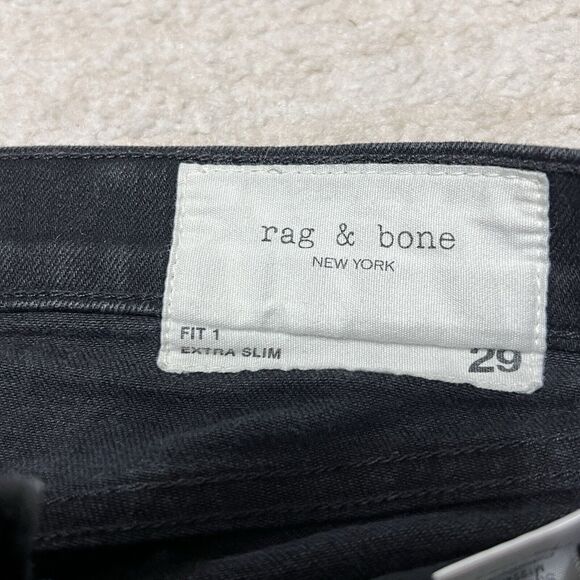 rag & bone
NEW YORK
FIT 1
EXTRA SLIM
29